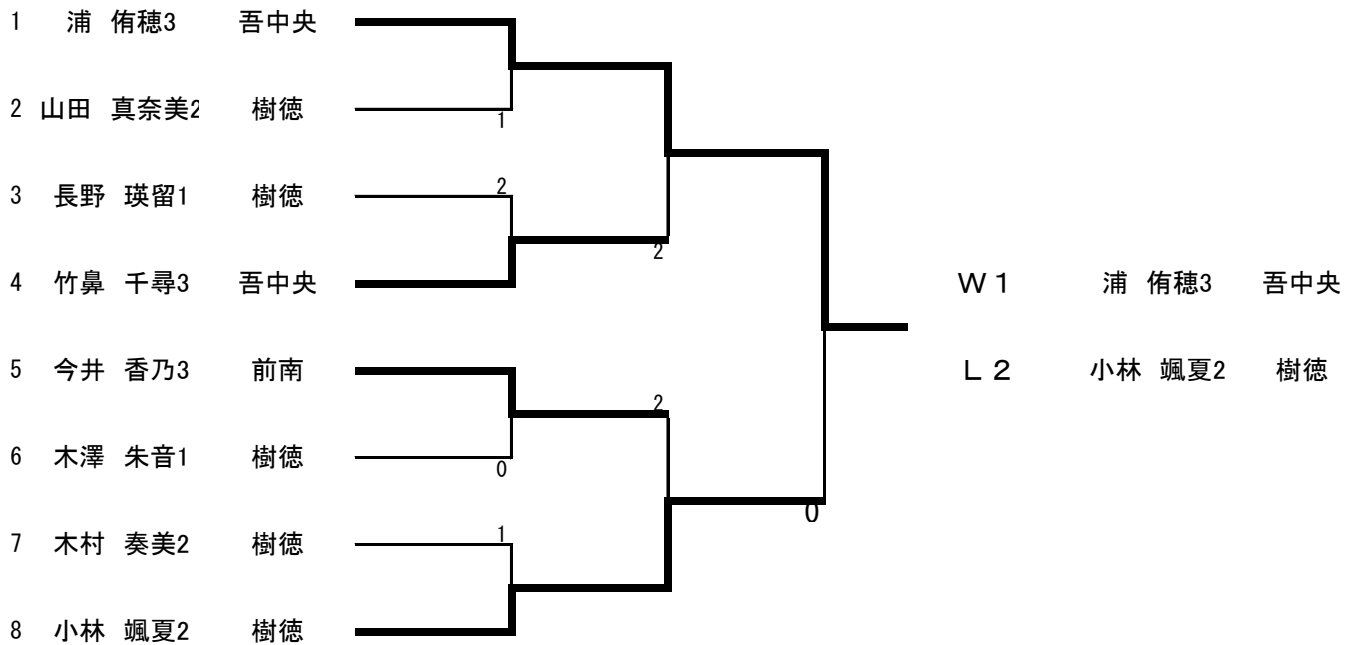 1 浦 侑穂3 吾中央
2 山田 真奈美2 樹徳
1
3 長野 瑛留1 樹徳
2
2
4 竹鼻 千尋3 吾中央
W1 浦 侑穂3 吾中央
5 今井 香乃3 前南
L2 小林 颯夏2 樹徳
2
6 木澤 朱音1 樹徳
0
0
7 木村 奏美2 樹徳
1
8 小林 颯夏2 樹徳